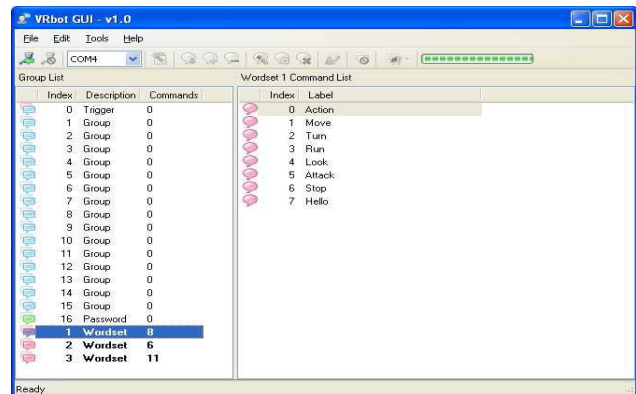 VRbot GUI - v1.0
File Edit Tools Help
COM4
Group List
Index Description Commands
0 Trigger 0
1 Group 0
2 Group 0
3 Group 0
4 Group 0
5 Group 0
6 Group 0
7 Group 0
8 Group 0
9 Group 0
10 Group 0
11 Group 0
12 Group 0
13 Group 0
14 Group 0
15 Group 0
16 Password 0
1 Wordset 8
2 Wordset 6
3 Wordset 11
Wordset 1 Command List
Index Label
0 Action
1 Move
2 Turn
3 Run
4 Look
5 Attack
6 Stop
7 Hello
Ready